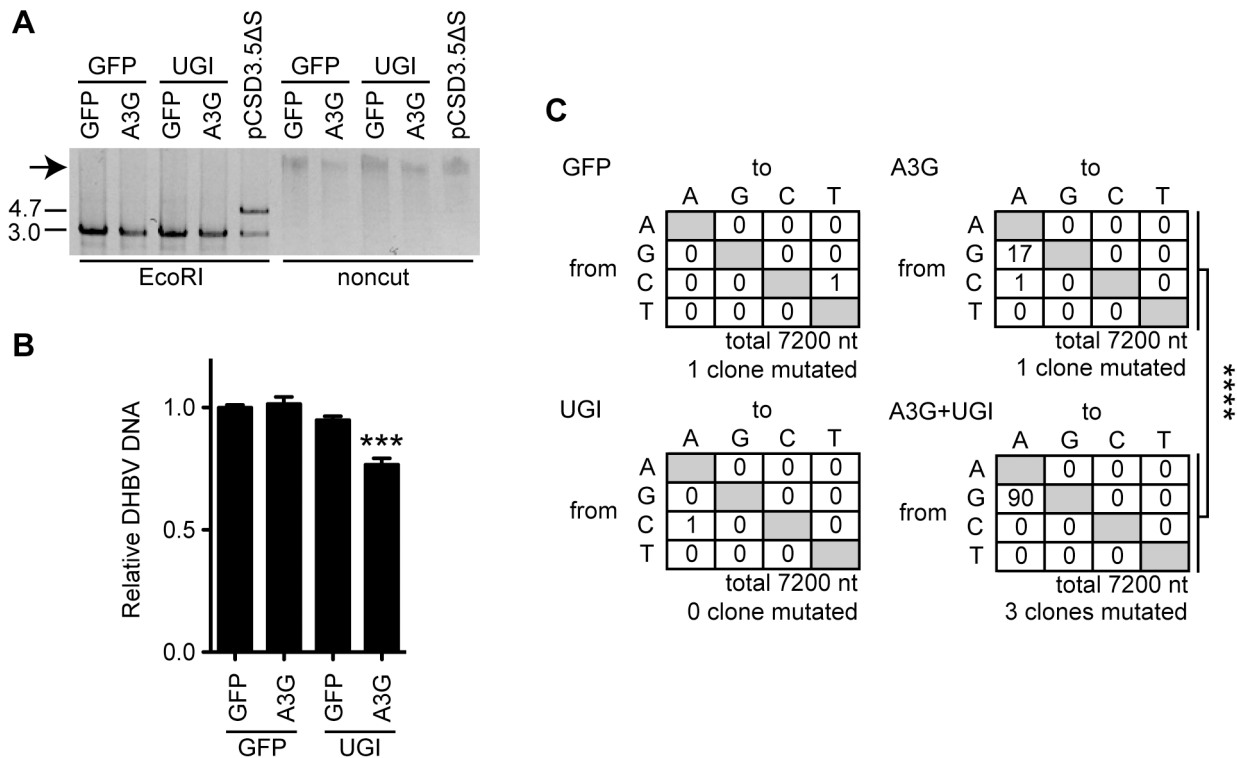 A
GFP UGI
GFP A3G GFP A3G pCSD3.5ΔS
GFP UGI
GFP A3G GFP A3G pCSD3.5ΔS
4.7
3.0
EcoRI noncut
B
Relative DHBV DNA
1.0
0.5
0.0
***
GFP A3G GFP A3G
GFP UGI
C
GFP to
A G C T
from
A 0 0 0
G 0 0 0
C 0 0 1
T 0 0 0
total 7200 nt
1 clone mutated
A3G to
A G C T
from
A 0 0 0
G 17 0 0
C 1 0 0
T 0 0 0
total 7200 nt
1 clone mutated
UGI to
A G C T
from
A 0 0 0
G 0 0 0
C 1 0 0
T 0 0 0
total 7200 nt
0 clone mutated
A3G+UGI to
A G C T
from
A 0 0 0
G 90 0 0
C 0 0 0
T 0 0 0
total 7200 nt
3 clones mutated
****